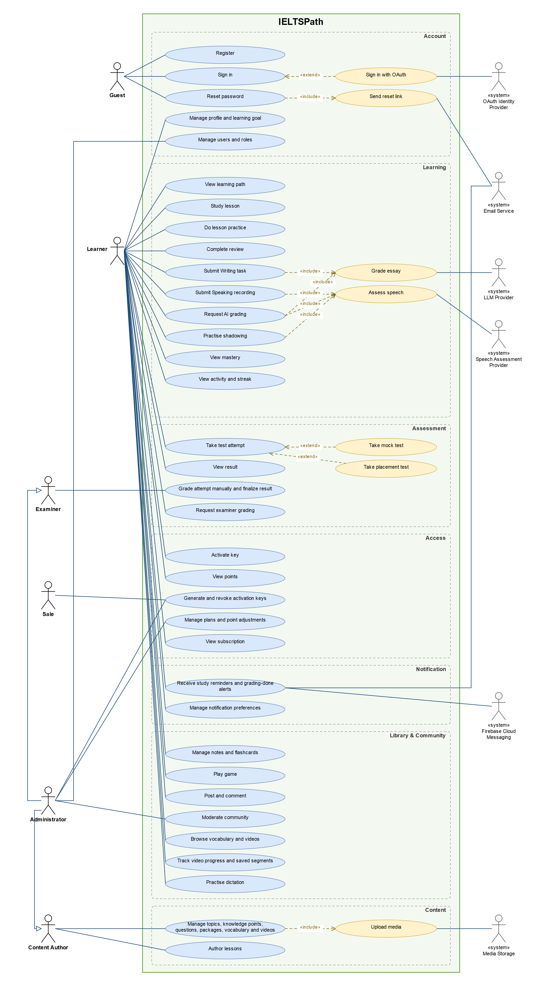 IELTSPath
Account
Register
Sign in
«extend»
Sign in with OAuth
Guest
«system»
OAuth Identity
Provider
Reset password
«include»
Send reset link
Manage profile and learning goal
Manage users and roles
Learning
View learning path
Study lesson
«system»
Email Service
Do lesson practice
Learner
Complete review
Submit Writing task
«include»
Grade essay
«include»
Submit Speaking recording
«include»
Assess speech
«system»
LLM Provider
«include»
Request AI grading
«include»
Practise shadowing
«system»
Speech Assessment
Provider
View mastery
View activity and streak
Assessment
Take test attempt
«extend»
Take mock test
«extend»
View result
Take placement test
Grade attempt manually and finalize result
Examiner
Request examiner grading
Access
Activate key
View points
Generate and revoke activation keys
Sale
Manage plans and point adjustments
View subscription
Notification
Receive study reminders and grading-done
alerts
Manage notification preferences
«system»
Firebase Cloud
Messaging
Library & Community
Manage notes and flashcards
Play game
Post and comment
Moderate community
Administrator
Browse vocabulary and videos
Track video progress and saved segments
Practise dictation
Content
Manage topics, knowledge points,
questions, packages, vocabulary and videos
«include»
Upload media
Content Author
Author lessons
«system»
Media Storage